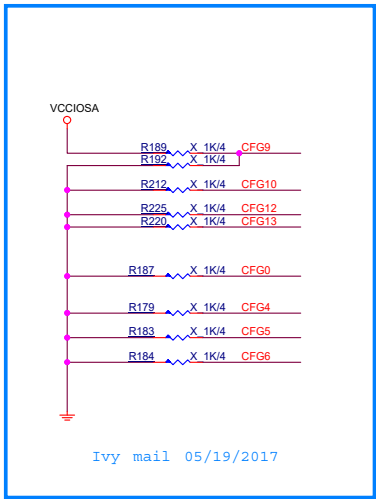 VCCIOSA
R189 X_1K/4 CFG9
R192 X_1K/4
R212 X_1K/4 CFG10
R225 X_1K/4 CFG12
R220 X_1K/4 CFG13
R187 X_1K/4 CFG0
R179 X_1K/4 CFG4
R183 X_1K/4 CFG5
R184 X_1K/4 CFG6
Ivy mail 05/19/2017